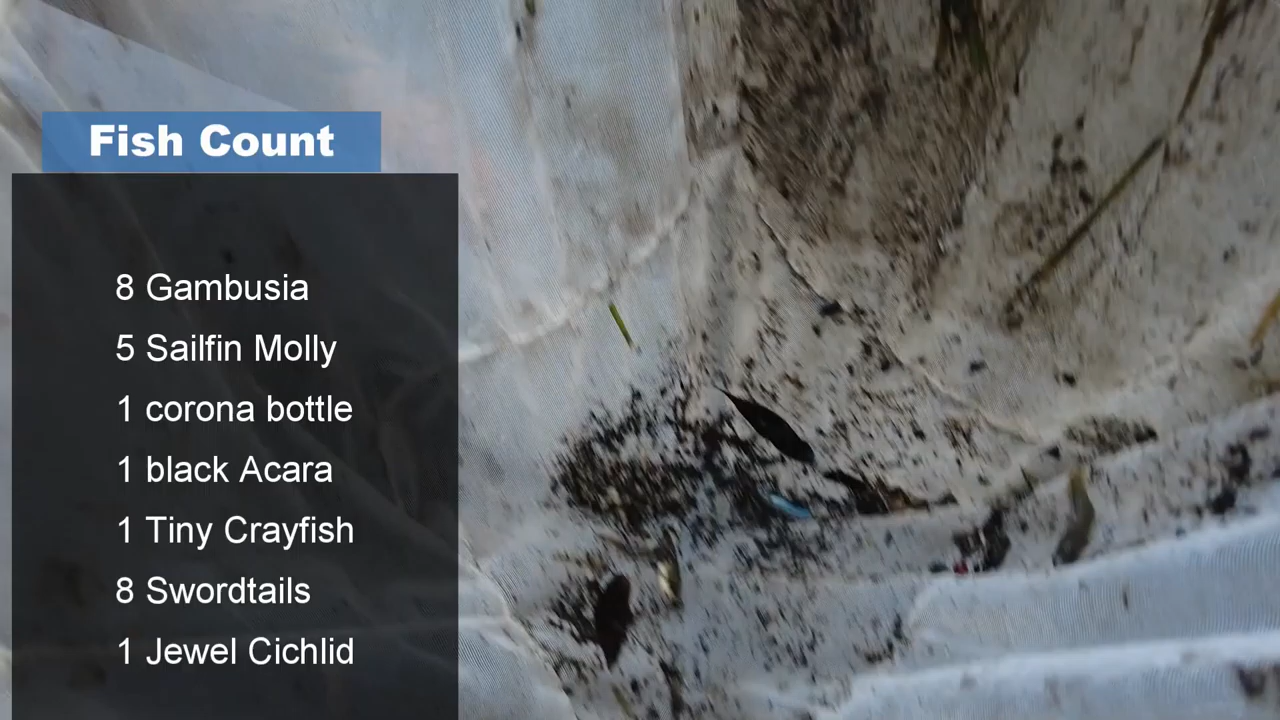 Fish Count
8 Gambusia
5 Sailfin Molly
1 corona bottle
1 black Acara
1 Tiny Crayfish
8 Swordtails
1 Jewel Cichlid